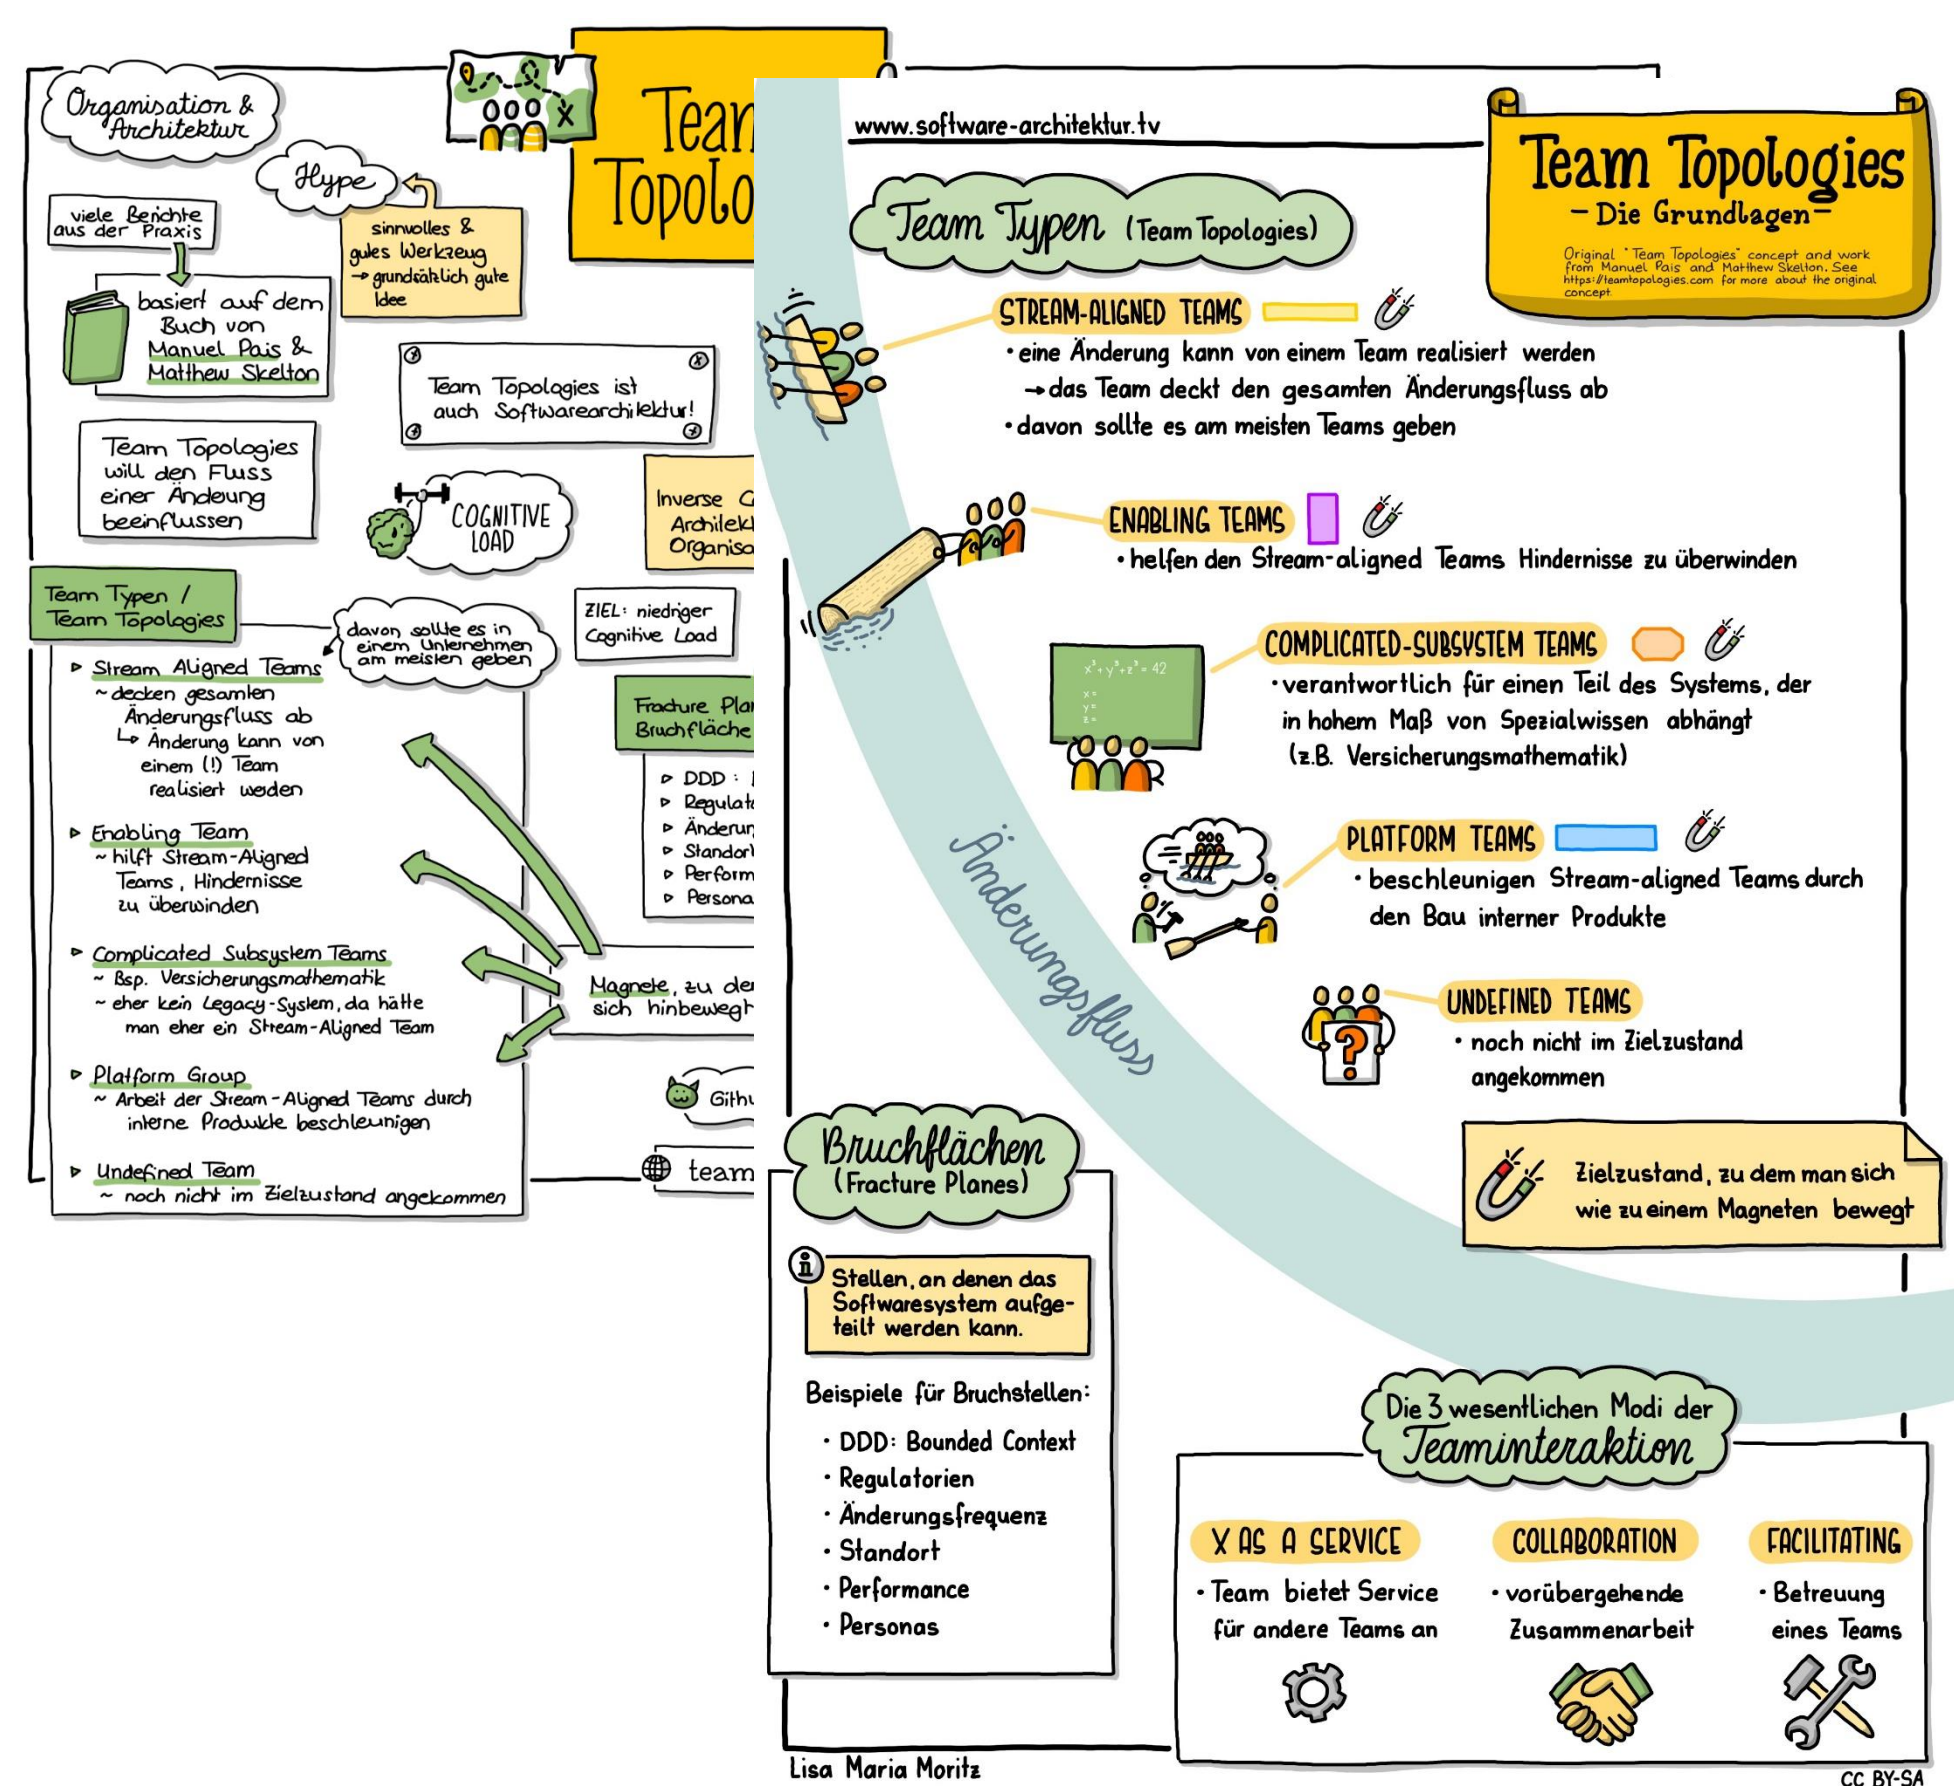 Organisation &
Architektur
Hype
viele Berichte
aus der Praxis
sinnvolles &
gutes Werkzeug
→ grundsätzlich gute
Idee
basiert auf dem
Buch von
Manuel Pais &
Matthew Skelton
Team Topologies ist
auch Softwarearchitektur!
Team Topologies
will den Fluss
einer Änderung
beeinflussen
COGNITIVE
LOAD
Inverse
Organisa
ZIEL: niedriger
Cognitive Load
Team Typen /
Team Topologies
davon sollte es in
einem Unternehmen
am meisten geben
▹ Stream Aligned Teams
~ decken gesamten
Änderungsfluss ab
↳ Änderung kann von
einem (!) Team
realisiert werden
▹ Enabling Team
~ hilft Stream-Aligned
Teams, Hindernisse
zu überwinden
▹ Complicated Subsystem Teams
~ Bsp. Versicherungsmathematik
~ eher kein Legacy-System, da hätte
man eher ein Stream-Aligned Team
▹ Platform Group
~ Arbeit der Stream-Aligned Teams durch
interne Produkte beschleunigen
▹ Undefined Team
~ noch nicht im Zielzustand angekommen
Fracture Pla
Bruchfläche
▹ DDD:
▹ Regulat
▹ Änderun
▹ Standor
▹ Perform
▹ Persona
Magnete, zu de
sich hinbeweg
Gith
team
Tea
Topolo
www.software-architektur.tv
Team Topologies
- Die Grundlagen -
Original "Team Topologies" concept and work
from Manuel Pais and Matthew Skelton. See
https://teamtopologies.com for more about the original
concept.
Team Typen (Team Topologies)
STREAM-ALIGNED TEAMS
• eine Änderung kann von einem Team realisiert werden
→ das Team deckt den gesamten Änderungsfluss ab
• davon sollte es am meisten Teams geben
ENABLING TEAMS
• helfen den Stream-aligned Teams Hindernisse zu überwinden
COMPLICATED-SUBSYSTEM TEAMS
• verantwortlich für einen Teil des Systems, der
in hohem Maß von Spezialwissen abhängt
(z.B. Versicherungsmathematik)
x³+y³+z³=42
x=
y=
z=
PLATFORM TEAMS
• beschleunigen Stream-aligned Teams durch
den Bau interner Produkte
UNDEFINED TEAMS
• noch nicht im Zielzustand
angekommen
?
Änderungsfluss
Zielzustand, zu dem man sich
wie zu einem Magneten bewegt
Bruchflächen
(Fracture Planes)
i
Stellen, an denen das
Softwaresystem aufge-
teilt werden kann.
Beispiele für Bruchstellen:
• DDD: Bounded Context
• Regulatorien
• Änderungsfrequenz
• Standort
• Performance
• Personas
Die 3 wesentlichen Modi der
Teaminteraktion
X AS A SERVICE
• Team bietet Service
für andere Teams an
COLLABORATION
• vorübergehende
Zusammenarbeit
FACILITATING
• Betreuung
eines Teams
Lisa Maria Moritz
CC BY-SA